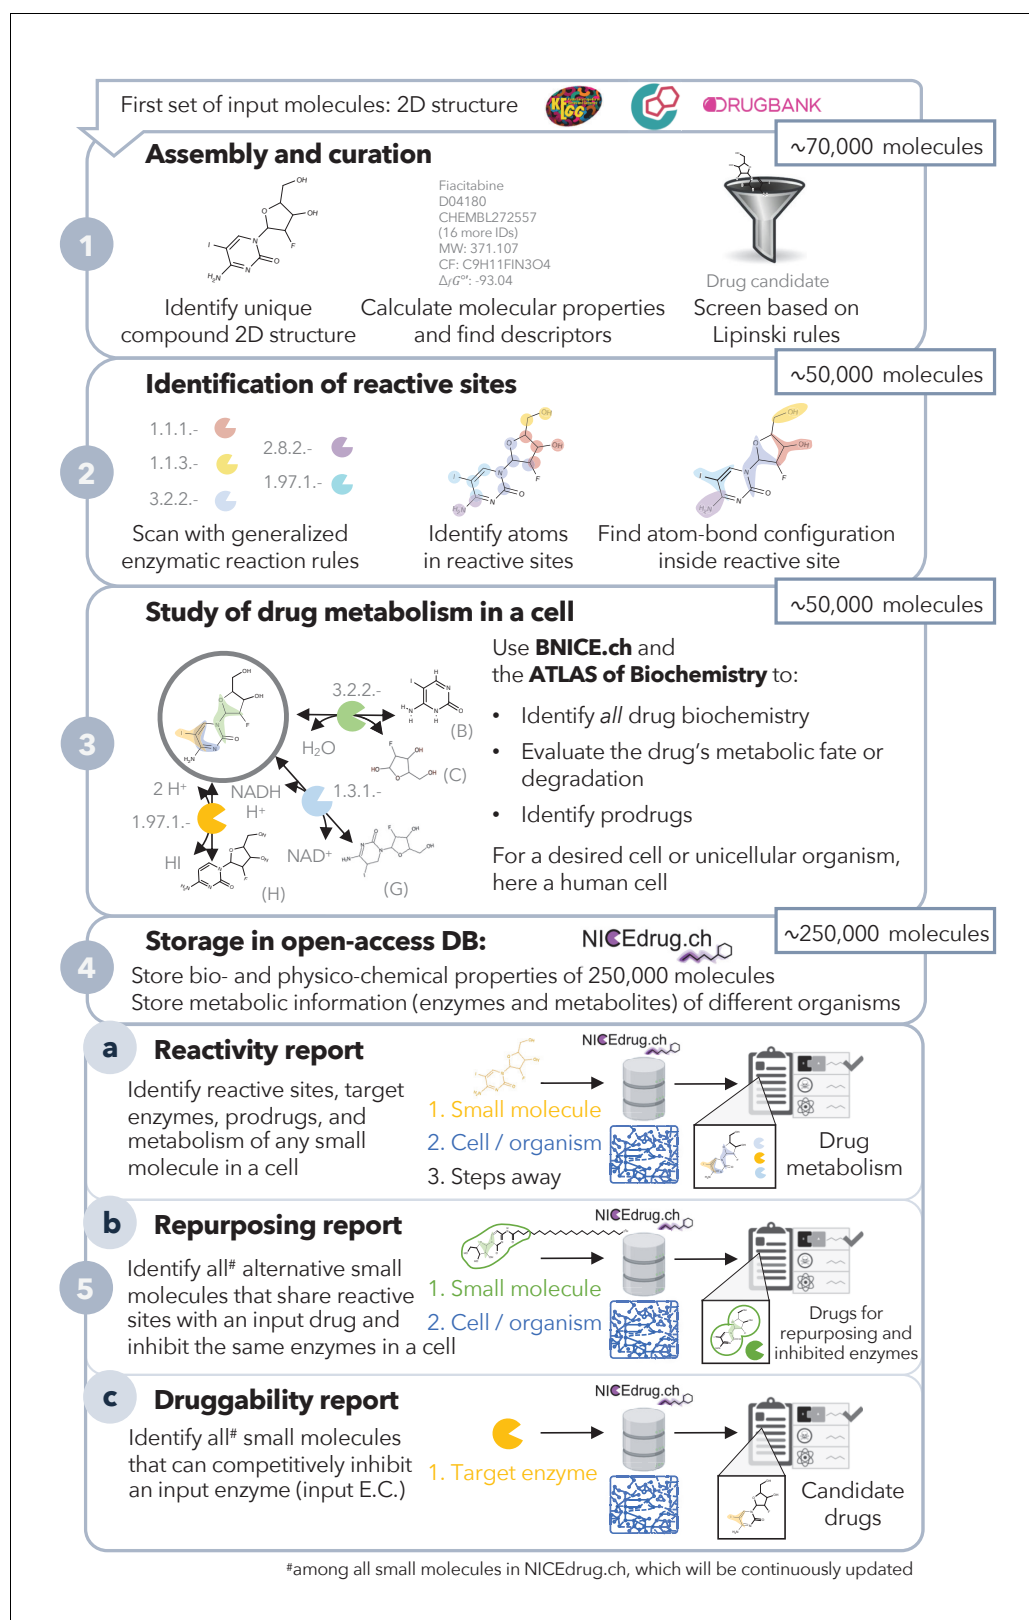 First set of input molecules: 2D structure
KEGG
DRUGBANK
~70,000 molecules
1
Assembly and curation
OH
O
OH
N
F
I
O
N
H₂N
Fiacitabine
D04180
CHEMBL272557
(16 more IDs)
MW: 371.107
CF: C9H11FIN3O4
ΔfG°′: -93.04
Drug candidate
Identify unique
compound 2D structure
Calculate molecular properties
and find descriptors
Screen based on
Lipinski rules
~50,000 molecules
2
Identification of reactive sites
1.1.1.-
1.1.3.-
3.2.2.-
2.8.2.-
1.97.1.-
Scan with generalized
enzymatic reaction rules
Identify atoms
in reactive sites
Find atom-bond configuration
inside reactive site
~50,000 molecules
3
Study of drug metabolism in a cell
3.2.2.-
H₂O
(B)
(C)
2 H⁺
NADH
H⁺
1.3.1.-
1.97.1.-
HI
NAD⁺
(H)
(G)
Use BNICE.ch and
the ATLAS of Biochemistry to:
• Identify all drug biochemistry
• Evaluate the drug's metabolic fate or
degradation
• Identify prodrugs
For a desired cell or unicellular organism,
here a human cell
~250,000 molecules
4
Storage in open-access DB:
NICEdrug.ch
Store bio- and physico-chemical properties of 250,000 molecules
Store metabolic information (enzymes and metabolites) of different organisms
5
a
Reactivity report
Identify reactive sites, target
enzymes, prodrugs, and
metabolism of any small
molecule in a cell
1. Small molecule
2. Cell / organism
3. Steps away
NICEdrug.ch
Drug
metabolism
b
Repurposing report
Identify all# alternative small
molecules that share reactive
sites with an input drug and
inhibit the same enzymes in a cell
1. Small molecule
2. Cell / organism
NICEdrug.ch
Drugs for
repurposing and
inhibited enzymes
c
Druggability report
Identify all# small molecules
that can competitively inhibit
an input enzyme (input E.C.)
1. Target enzyme
NICEdrug.ch
Candidate
drugs
#among all small molecules in NICEdrug.ch, which will be continuously updated